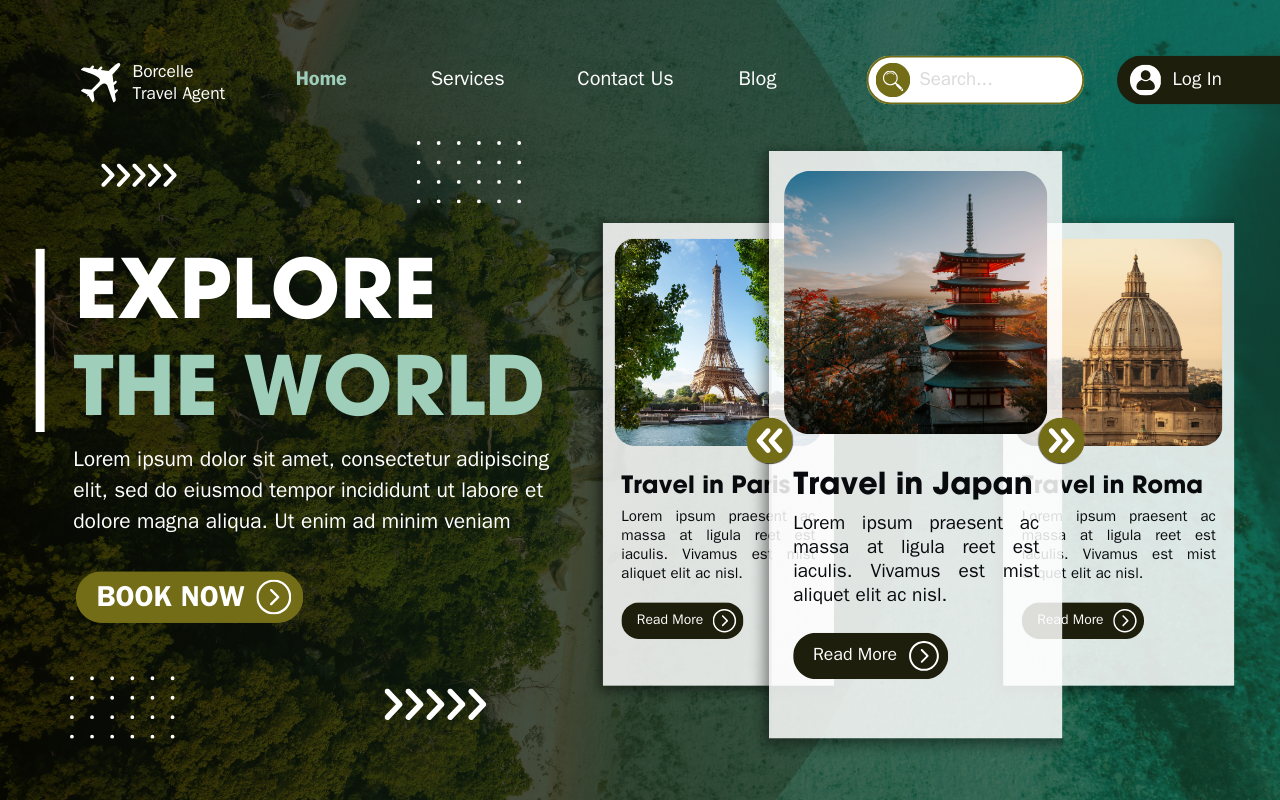 Borcelle
Travel Agent
Home
Services
Contact Us
Blog
Search...
Log In
EXPLORE
THE WORLD
Lorem ipsum dolor sit amet, consectetur adipiscing
elit, sed do eiusmod tempor incididunt ut labore et
dolore magna aliqua. Ut enim ad minim veniam
BOOK NOW
Travel in Paris
Lorem ipsum praesent ac
massa at ligula reet est
iaculis. Vivamus est mist
aliquet elit ac nisl.
Read More
Travel in Japan
Lorem ipsum praesent ac
massa at ligula reet est
iaculis. Vivamus est mist
aliquet elit ac nisl.
Read More
Travel in Roma
Lorem ipsum praesent ac
massa at ligula reet est
iaculis. Vivamus est mist
aliquet elit ac nisl.
Read More